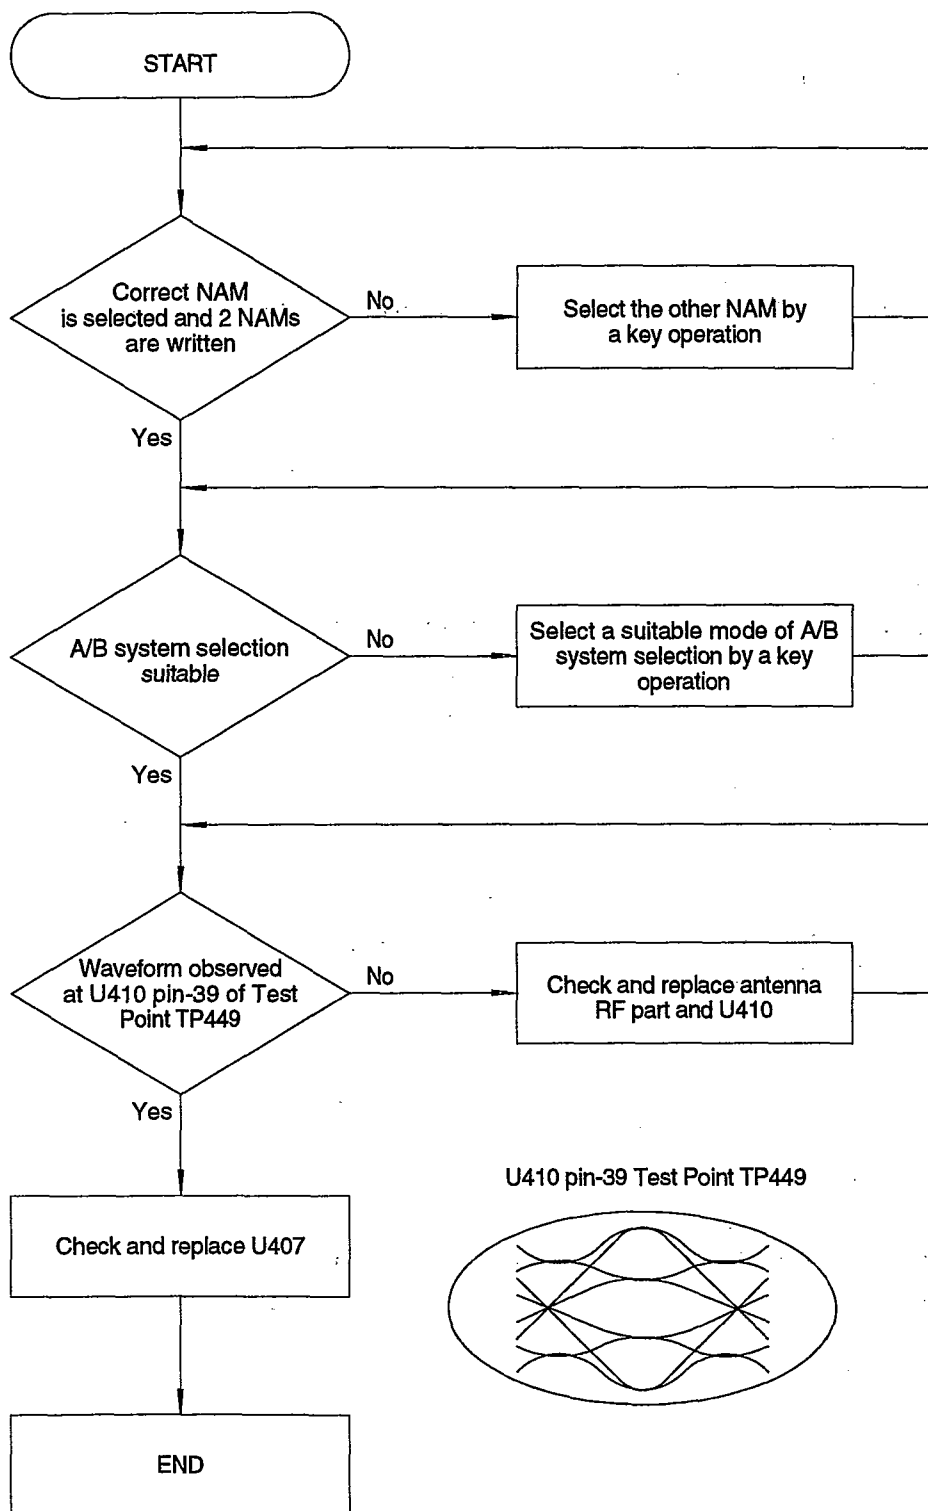 START
Correct NAM
is selected and 2 NAMs
are written
No
Select the other NAM by
a key operation
Yes
A/B system selection
suitable
No
Select a suitable mode of A/B
system selection by a key
operation
Yes
Waveform observed
at U410 pin-39 of Test
Point TP449
No
Check and replace antenna
RF part and U410
Yes
U410 pin-39 Test Point TP449
Check and replace U407
END